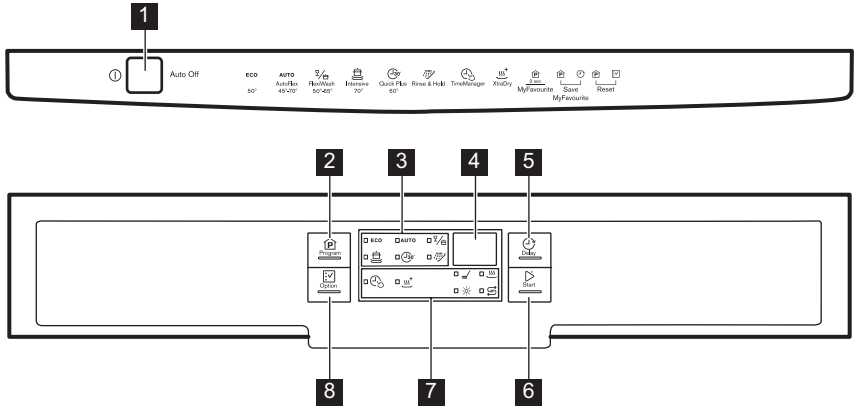 1
Auto Off
ECO
50°
AUTO
AutoFlex
45°-70°
FlexiWash
50°-65°
Intensive
70°
30'
Quick Plus
60°
Rinse & Hold
TimeManager
XtraDry
P
3 sec.
MyFavourite
P
Save
MyFavourite
P
Reset
2
3
4
5
P
Program
ECO
AUTO
30'
Delay
Option
Start
8
7
6